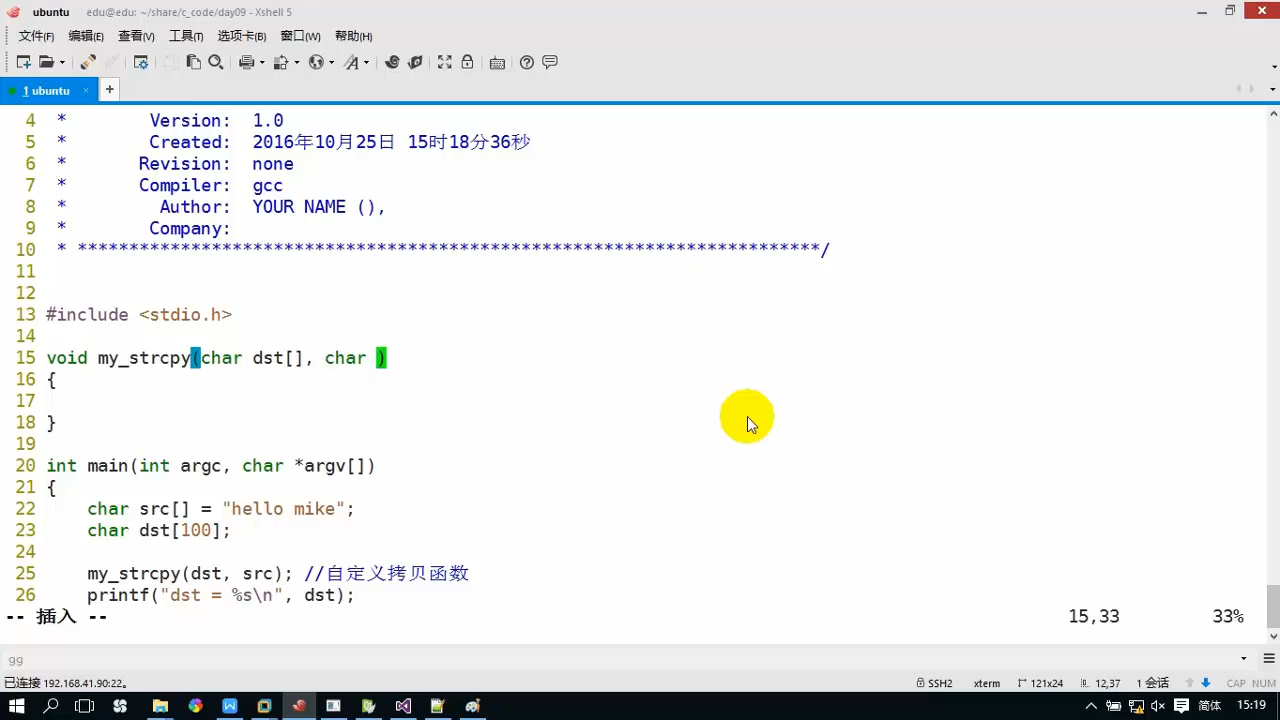 ubuntu edu@edu: ~/share/c_code/day09 - Xshell 5
文件(F) 编辑(E) 查看(V) 工具(T) 选项卡(B) 窗口(W) 帮助(H)
1 ubuntu × +
4 * Version: 1.0
5 * Created: 2016年10月25日 15时18分36秒
6 * Revision: none
7 * Compiler: gcc
8 * Author: YOUR NAME (),
9 * Company:
10 * ************************************************************************/
11
12
13 #include <stdio.h>
14
15 void my_strcpy(char dst[], char )
16 {
17
18 }
19
20 int main(int argc, char *argv[])
21 {
22 char src[] = "hello mike";
23 char dst[100];
24
25 my_strcpy(dst, src); //自定义拷贝函数
26 printf("dst = %s\n", dst);
-- 插入 -- 15,33 33%
gg
已连接 192.168.41.90:22。 SSH2 xterm 121x24 12,37 1 会话 CAP NUM
简体 15:19